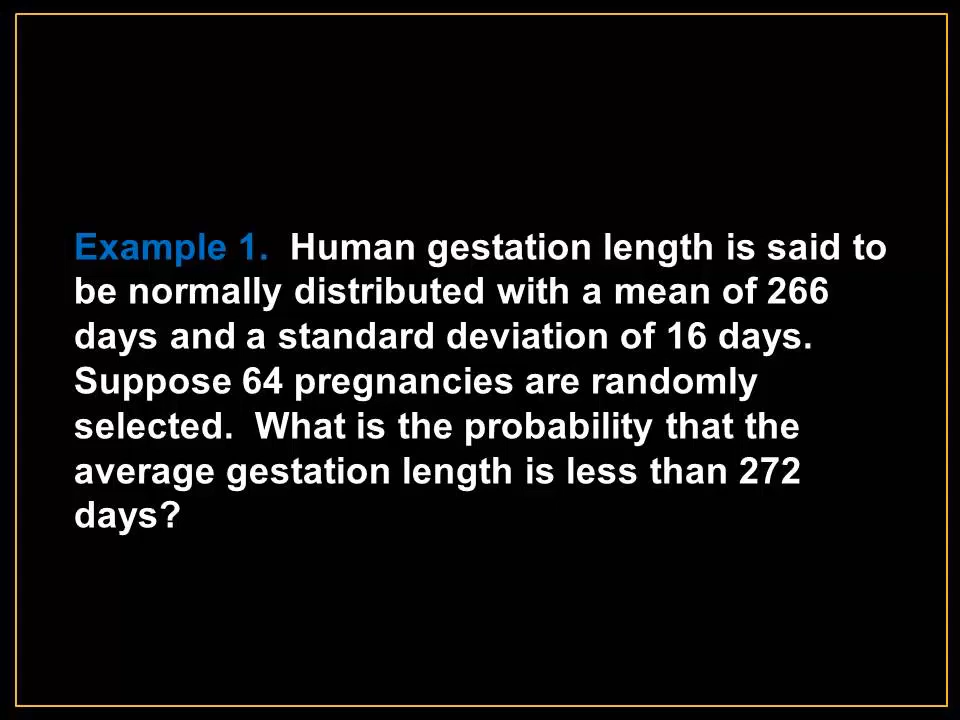 Example 1.  Human gestation length is said to
be normally distributed with a mean of 266
days and a standard deviation of 16 days.
Suppose 64 pregnancies are randomly
selected.  What is the probability that the
average gestation length is less than 272
days?